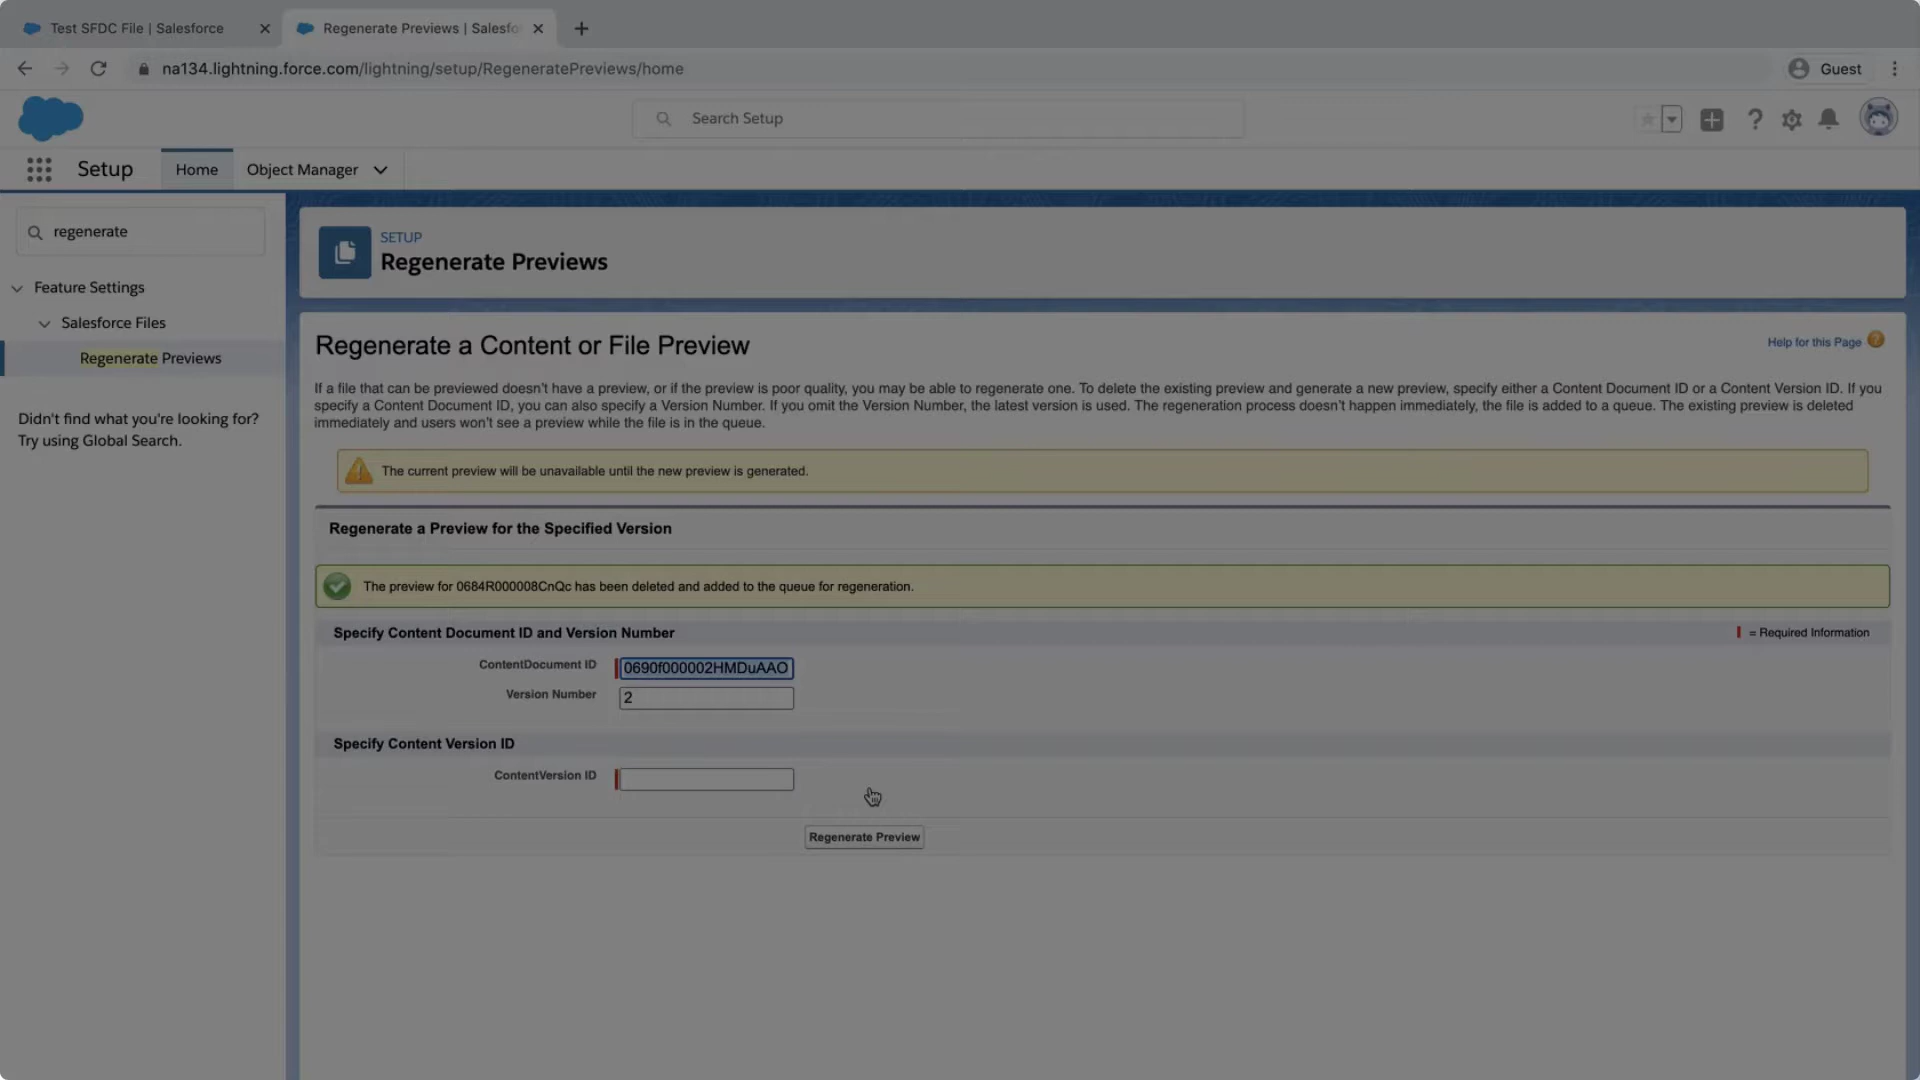 Test SFDC File | Salesforce
Regenerate Previews | Salesfo
na134.lightning.force.com/lightning/setup/RegeneratePreviews/home
Guest
Search Setup
Setup
Home
Object Manager
regenerate
Feature Settings
Salesforce Files
Regenerate Previews
Didn't find what you're looking for?
Try using Global Search.
SETUP
Regenerate Previews
Regenerate a Content or File Preview
Help for this Page
If a file that can be previewed doesn't have a preview, or if the preview is poor quality, you may be able to regenerate one. To delete the existing preview and generate a new preview, specify either a Content Document ID or a Content Version ID. If you
specify a Content Document ID, you can also specify a Version Number. If you omit the Version Number, the latest version is used. The regeneration process doesn't happen immediately, the file is added to a queue. The existing preview is deleted
immediately and users won't see a preview while the file is in the queue.
The current preview will be unavailable until the new preview is generated.
Regenerate a Preview for the Specified Version
The preview for 0684R000008CnQc has been deleted and added to the queue for regeneration.
Specify Content Document ID and Version Number
= Required Information
ContentDocument ID
0690f000002HMDuAAO
Version Number
2
Specify Content Version ID
ContentVersion ID
Regenerate Preview